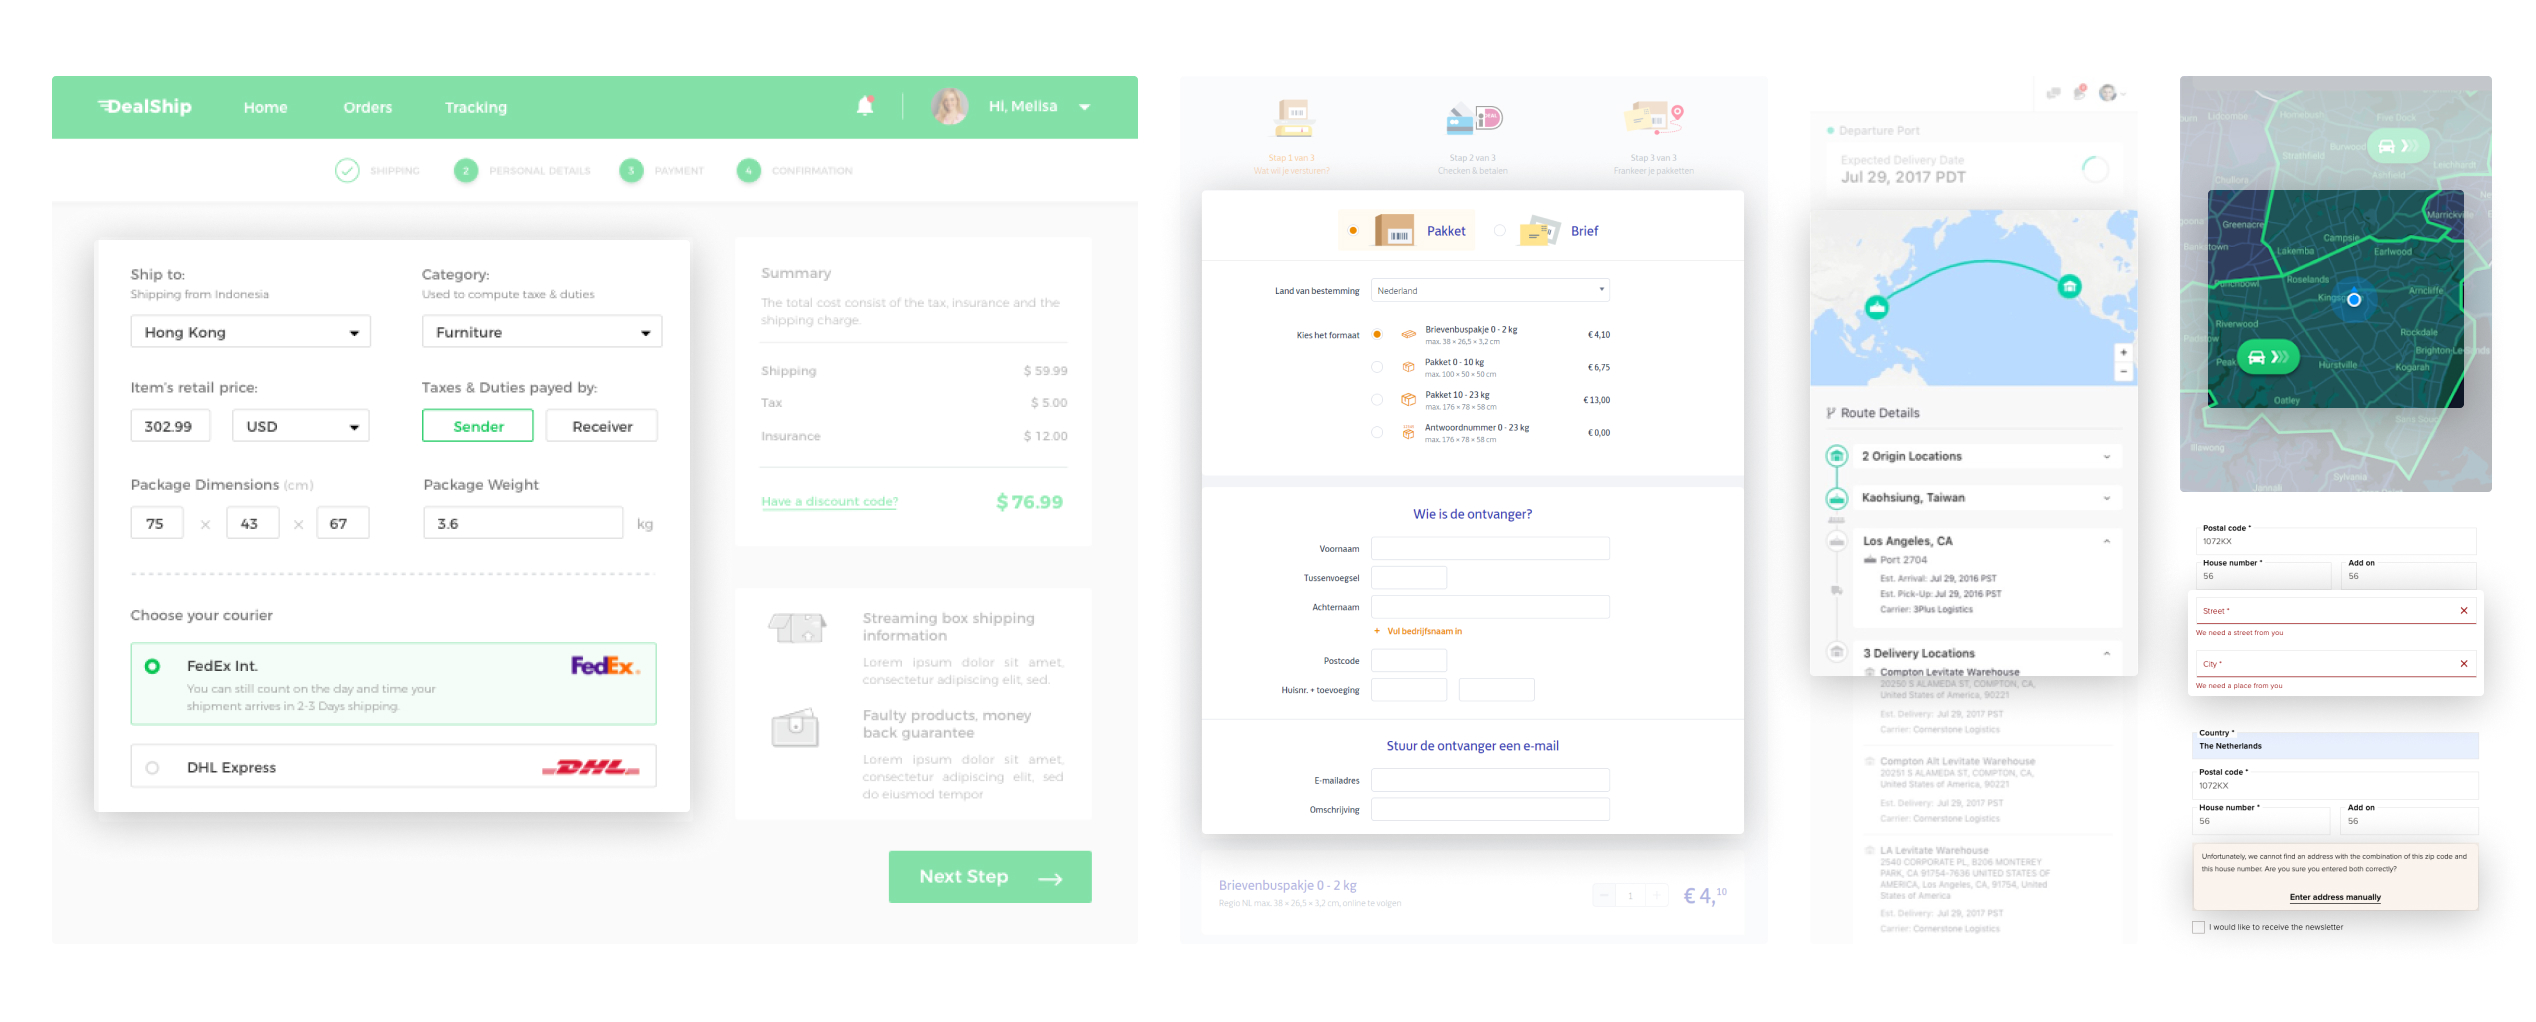 DealShip
Home
Orders
Tracking
Hi, Melisa
SHIPPING
2
PERSONAL DETAILS
3
PAYMENT
4
CONFIRMATION
Ship to:
Shipping from Indonesia
Hong Kong
Category:
Used to compute taxe & duties
Furniture
Item's retail price:
302.99
USD
Taxes & Duties payed by:
Sender
Receiver
Package Dimensions (cm)
75 × 43 × 67
Package Weight
3.6
kg
Choose your courier
FedEx Int.
You can still count on the day and time your
shipment arrives in 2-3 Days shipping.
FedEx
DHL Express
DHL
Summary
The total cost consist of the tax, insurance and the
shipping charge.
Shipping
$ 59.99
Tax
$ 5.00
Insurance
$ 12.00
Have a discount code?
$ 76.99
Streaming box shipping
information
Lorem ipsum dolor sit amet,
consectetur adipiscing elit, sed.
Faulty products, money
back guarantee
Lorem ipsum dolor sit amet,
consectetur adipiscing elit, sed
do eiusmod tempor
Next Step
Stap 1 van 3
Wat wil je versturen?
Stap 2 van 3
Checken & betalen
Stap 3 van 3
Frankeer je pakketten
Pakket
Brief
Land van bestemming
Nederland
Kies het formaat
Brievenbuspakje 0 - 2 kg
€ 4,10
max. 38 × 26,5 × 3,2 cm
Pakket 0 - 10 kg
€ 6,75
max. 100 × 50 × 50 cm
Pakket 10 - 23 kg
€ 13,00
max. 176 × 78 × 58 cm
Antwoordnummer 0 - 23 kg
€ 0,00
max. 176 × 78 × 58 cm
Wie is de ontvanger?
Voornaam
Tussenvoegsel
Achternaam
+ Vul bedrijfsnaam in
Postcode
Huisnr. + toevoeging
Stuur de ontvanger een e-mail
E-mailadres
Omschrijving
Brievenbuspakje 0 - 2 kg
Regio NL max. 38 × 26,5 × 3,2 cm, online te volgen
− 1 +
€ 4,10
Departure Port
Expected Delivery Date
Jul 29, 2017 PDT
+
−
Route Details
2 Origin Locations
Kaohsiung, Taiwan
Los Angeles, CA
Port 2704
Est. Arrival: Jul 29, 2016 PST
Est. Pick-Up: Jul 29, 2016 PST
Carrier: 3Plus Logistics
3 Delivery Locations
Compton Levitate Warehouse
20250 S ALAMEDA ST, COMPTON, CA,
United States of America, 90221
Est. Delivery: Jul 29, 2017 PST
Carrier: Cornerstone Logistics
Compton Alt Levitate Warehouse
20251 S ALAMEDA ST, COMPTON, CA,
United States of America, 90221
Est. Delivery: Jul 29, 2017 PST
Carrier: Cornerstone Logistics
LA Levitate Warehouse
2540 CORPORATE PL, B206 MONTEREY
PARK, CA 91754-7636 UNITED STATES OF
AMERICA, Los Angeles, CA, 91754, United
States of America
Est. Delivery: Jul 29, 2017 PST
Carrier: Cornerstone Logistics
Lidcombe
Homebush
Five Dock
Strathfield
Burwood
Leichhardt
Ashfield
Chullora
Marrickville
Greenacre
Campsie
Lakemba
Earlwood
Bankstown
Punchbowl
Roselands
Arncliffe
Riverwood
Rockdale
Brighton-Le-Sands
Peak
Hurstville
Kogarah
Oatley
Sans Souci
Illawong
Sylvania
Jannali
Postal code *
1072KX
House number *
56
Add on
56
Street *
We need a street from you
City *
We need a place from you
Country *
The Netherlands
Postal code *
1072KX
House number *
56
Add on
56
Unfortunately, we cannot find an address with the combination of this zip code and
this house number. Are you sure you entered both correctly?
Enter address manually
I would like to receive the newsletter